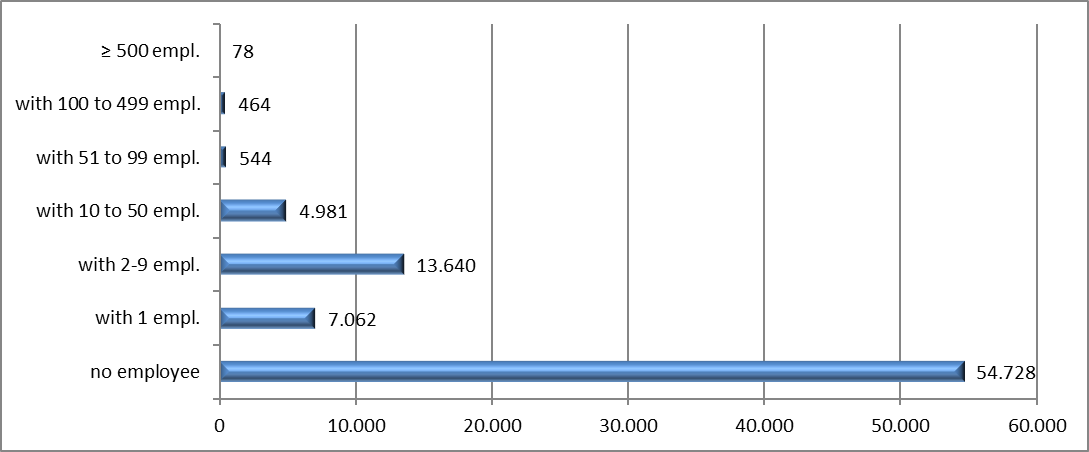 ≥ 500 empl. 78
with 100 to 499 empl. 464
with 51 to 99 empl. 544
with 10 to 50 empl. 4.981
with 2-9 empl. 13.640
with 1 empl. 7.062
no employee 54.728
0 10.000 20.000 30.000 40.000 50.000 60.000